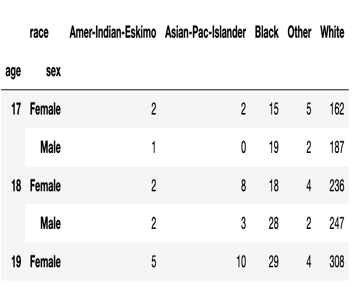 race Amer-Indian-Eskimo Asian-Pac-Islander Black Other White
age sex
17 Female 2 2 15 5 162
Male 1 0 19 2 187
18 Female 2 8 18 4 236
Male 2 3 28 2 247
19 Female 5 10 29 4 308